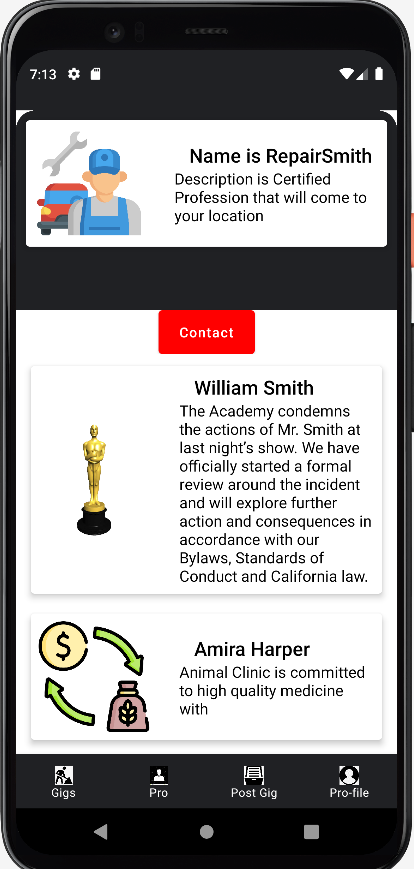 7:13
Name is RepairSmith
Description is Certified
Profession that will come to
your location
Contact
William Smith
The Academy condemns
the actions of Mr. Smith at
last night's show. We have
officially started a formal
review around the incident
and will explore further
action and consequences in
accordance with our
Bylaws, Standards of
Conduct and California law.
$
Amira Harper
Animal Clinic is committed
to high quality medicine
with
Gigs
Pro
Post Gig
Pro-file